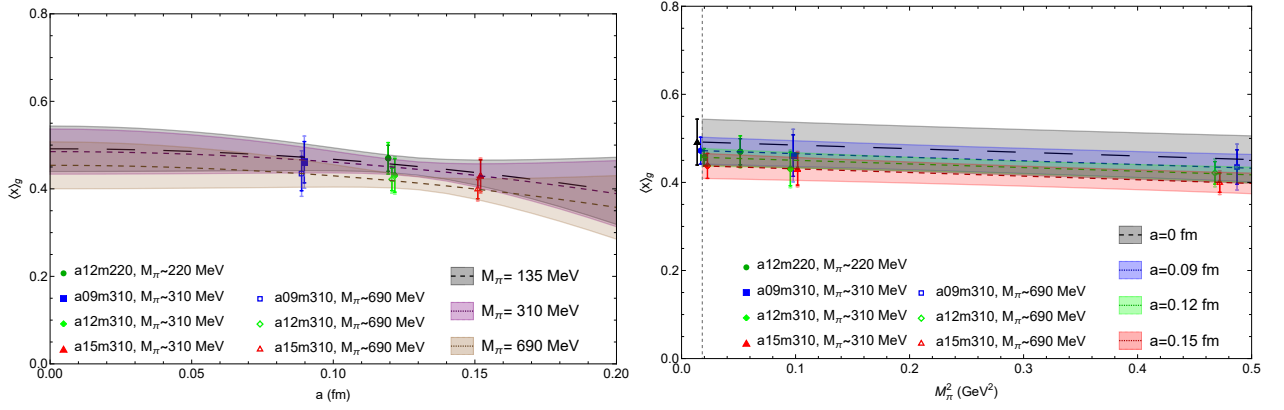 0.8
0.6
0.4
0.2
0.0
⟨x⟩g
a12m220, Mπ~220 MeV
a09m310, Mπ~310 MeV
a12m310, Mπ~310 MeV
a15m310, Mπ~310 MeV
a09m310, Mπ~690 MeV
a12m310, Mπ~690 MeV
a15m310, Mπ~690 MeV
Mπ= 135 MeV
Mπ= 310 MeV
Mπ= 690 MeV
0.00 0.05 0.10 0.15 0.20
a (fm)
0.8
0.6
0.4
0.2
0.0
⟨x⟩g
a12m220, Mπ~220 MeV
a09m310, Mπ~310 MeV
a12m310, Mπ~310 MeV
a15m310, Mπ~310 MeV
a09m310, Mπ~690 MeV
a12m310, Mπ~690 MeV
a15m310, Mπ~690 MeV
a=0 fm
a=0.09 fm
a=0.12 fm
a=0.15 fm
0.0 0.1 0.2 0.3 0.4 0.5
Mπ² (GeV²)